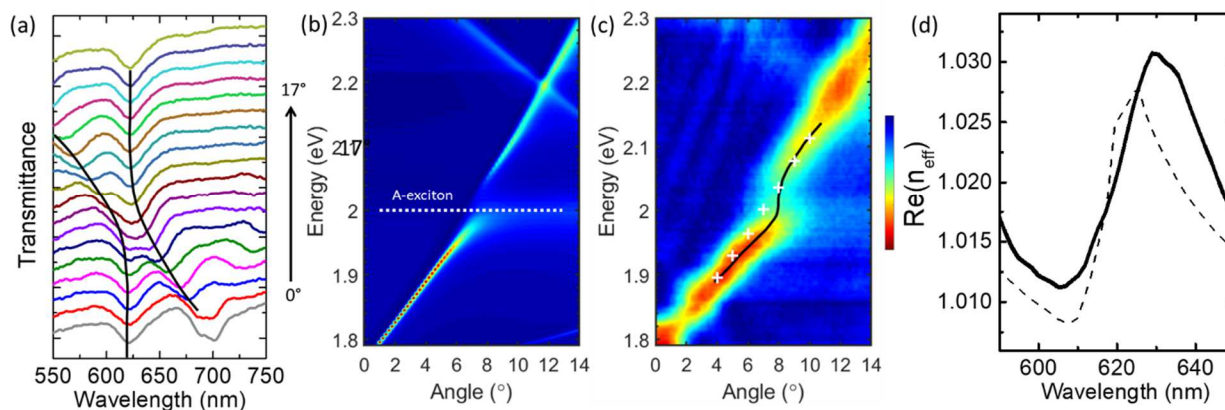 (a)
Transmittance
17°
0°
550 600 650 700 750
Wavelength (nm)
(b)
2.3
2.2
2.1
2
1.9
1.8
Energy (eV)
17°
A-exciton
0 2 4 6 8 10 12 14
Angle (°)
(c)
2.3
2.2
2.1
2
1.9
1.8
Energy (eV)
0 2 4 6 8 10 12 14
Angle (°)
(d)
Re(n_eff)
1.030
1.025
1.020
1.015
1.010
600 620 640
Wavelength (nm)